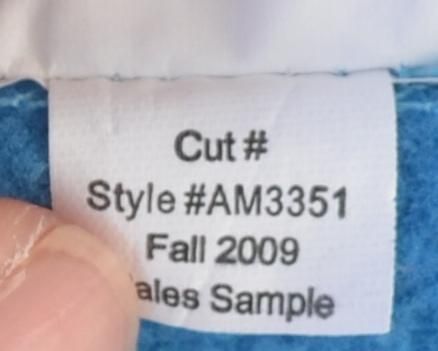 Cut #
Style #AM3351
Fall 2009
ales Sample